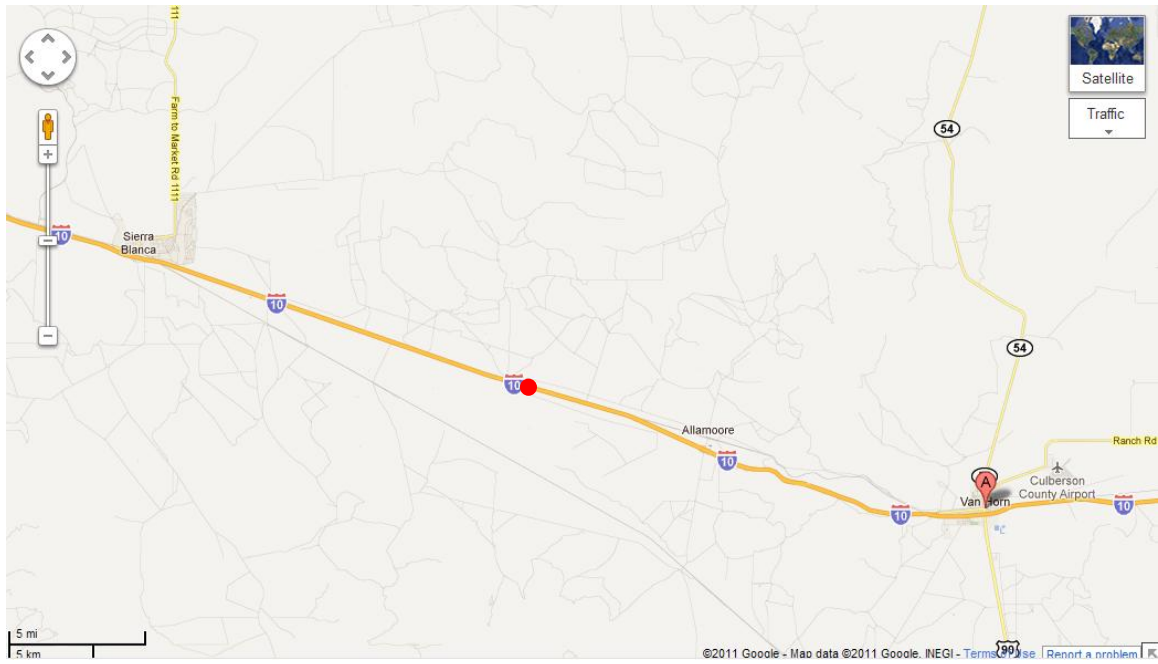 111
Satellite
Traffic
54
Farm to Market Rd 1111
10
Sierra
Blanca
10
54
10
Allamoore
Ranch Rd
10
A
Culberson
County Airport
Van Horn
10
10
5 mi
5 km
90
©2011 Google - Map data ©2011 Google, INEGI - Terms of Use
Report a problem